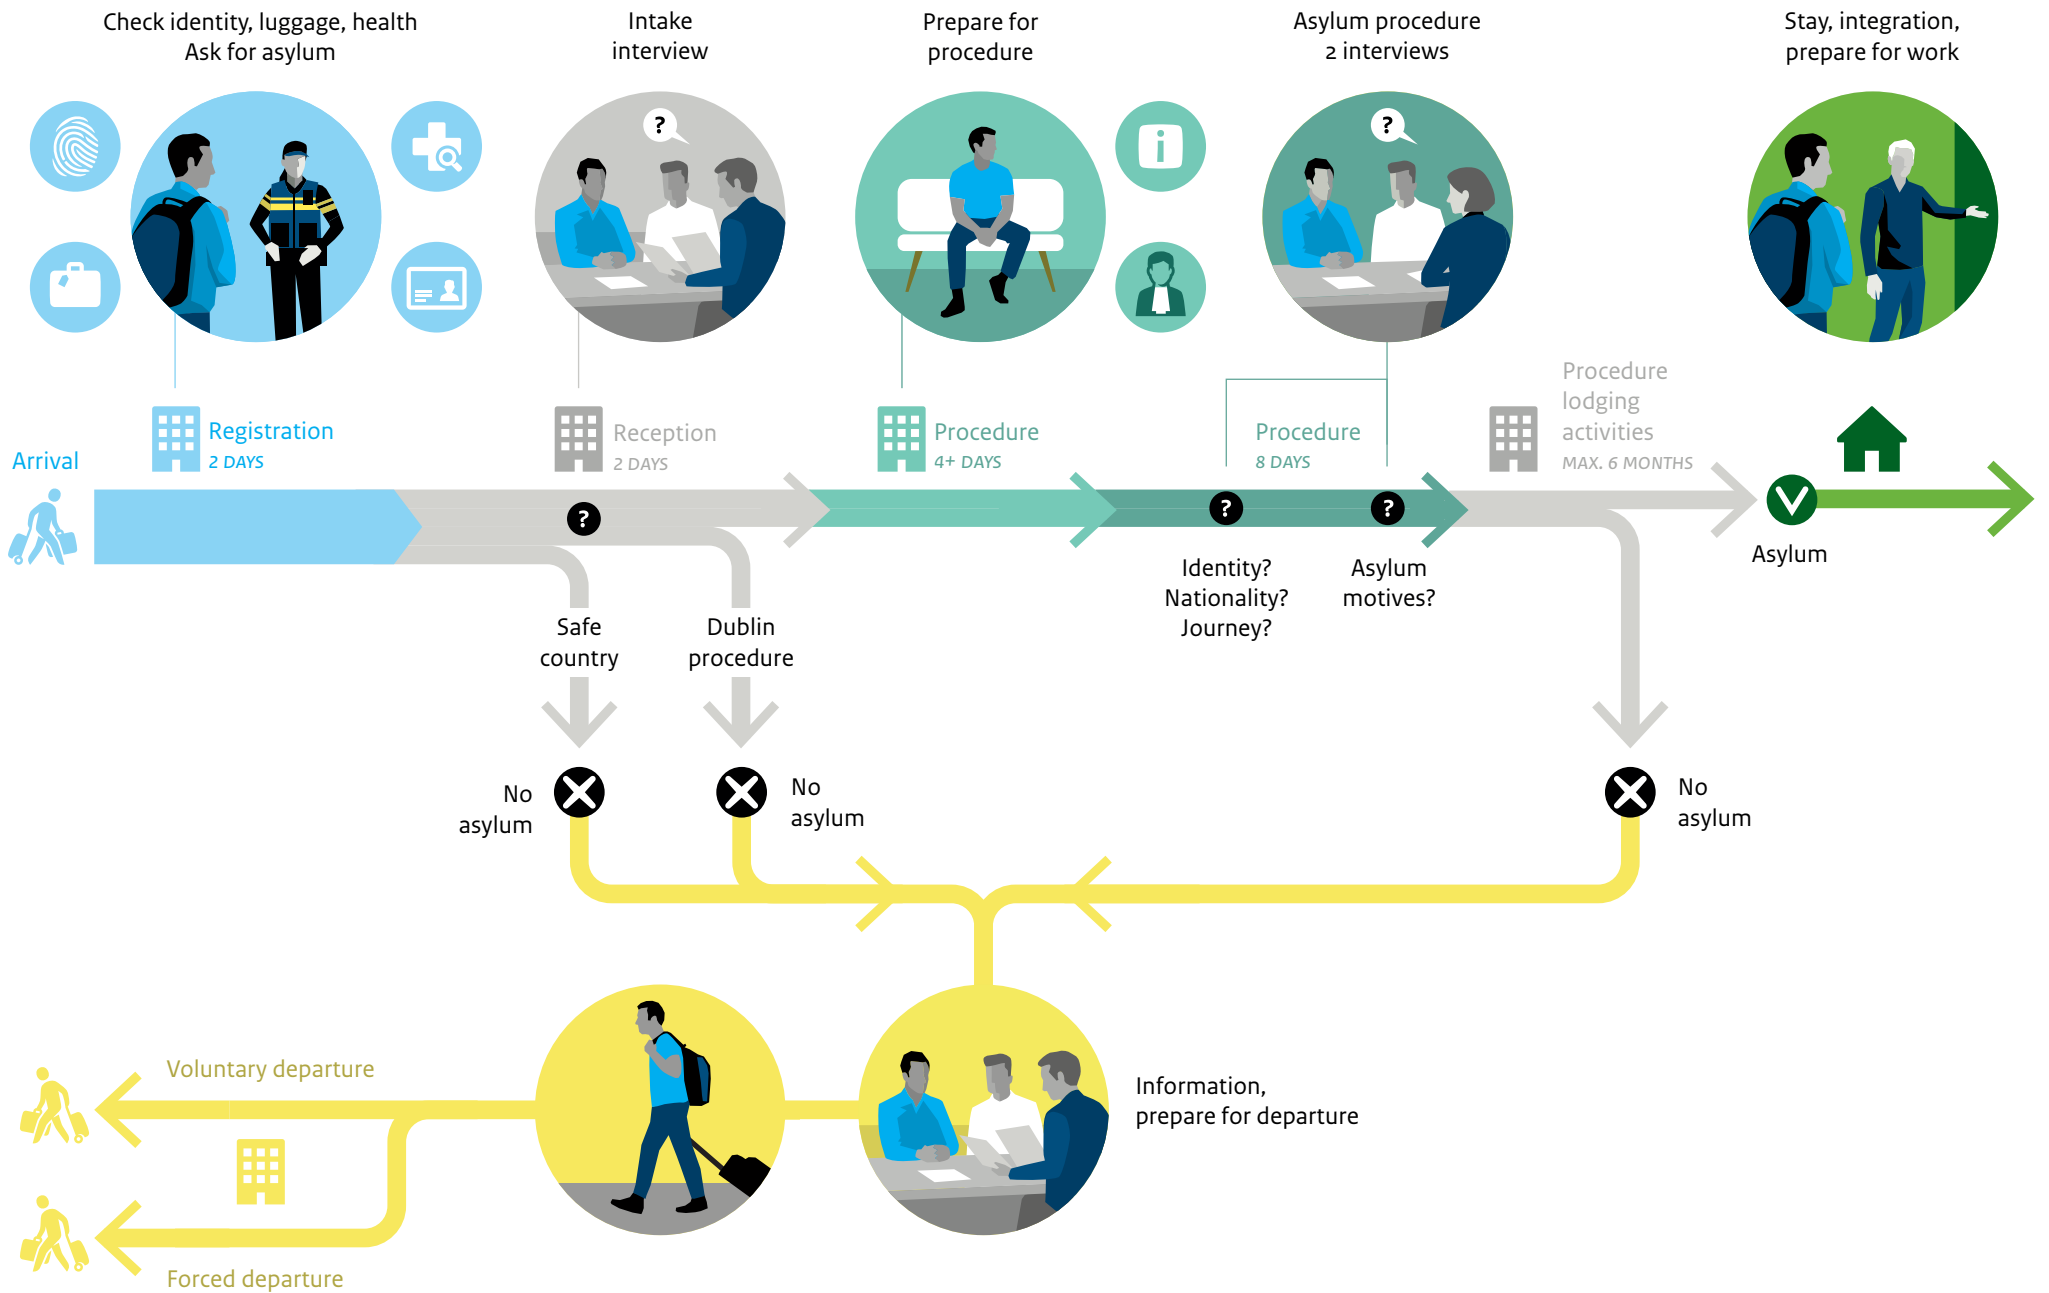 Check identity, luggage, health
Ask for asylum
Intake
interview
Prepare for
procedure
Asylum procedure
2 interviews
Stay, integration,
prepare for work
?
?
i
Arrival
Registration
2 DAYS
Reception
2 DAYS
Procedure
4+ DAYS
Procedure
8 DAYS
Procedure
lodging
activities
MAX. 6 MONTHS
?
?
?
Asylum
Identity?
Nationality?
Journey?
Asylum
motives?
Safe
country
Dublin
procedure
No
asylum
No
asylum
No
asylum
Information,
prepare for departure
Voluntary departure
Forced departure